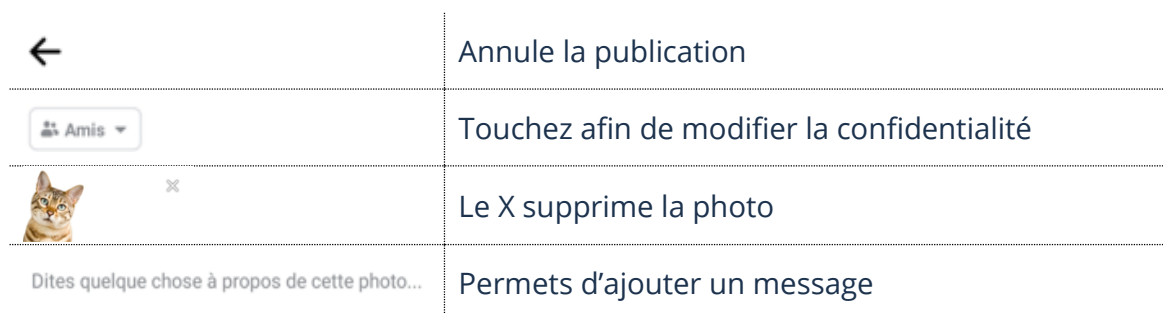 Annule la publication
Amis
Touchez afin de modifier la confidentialité
Le X supprime la photo
Dites quelque chose à propos de cette photo...
Permets d’ajouter un message